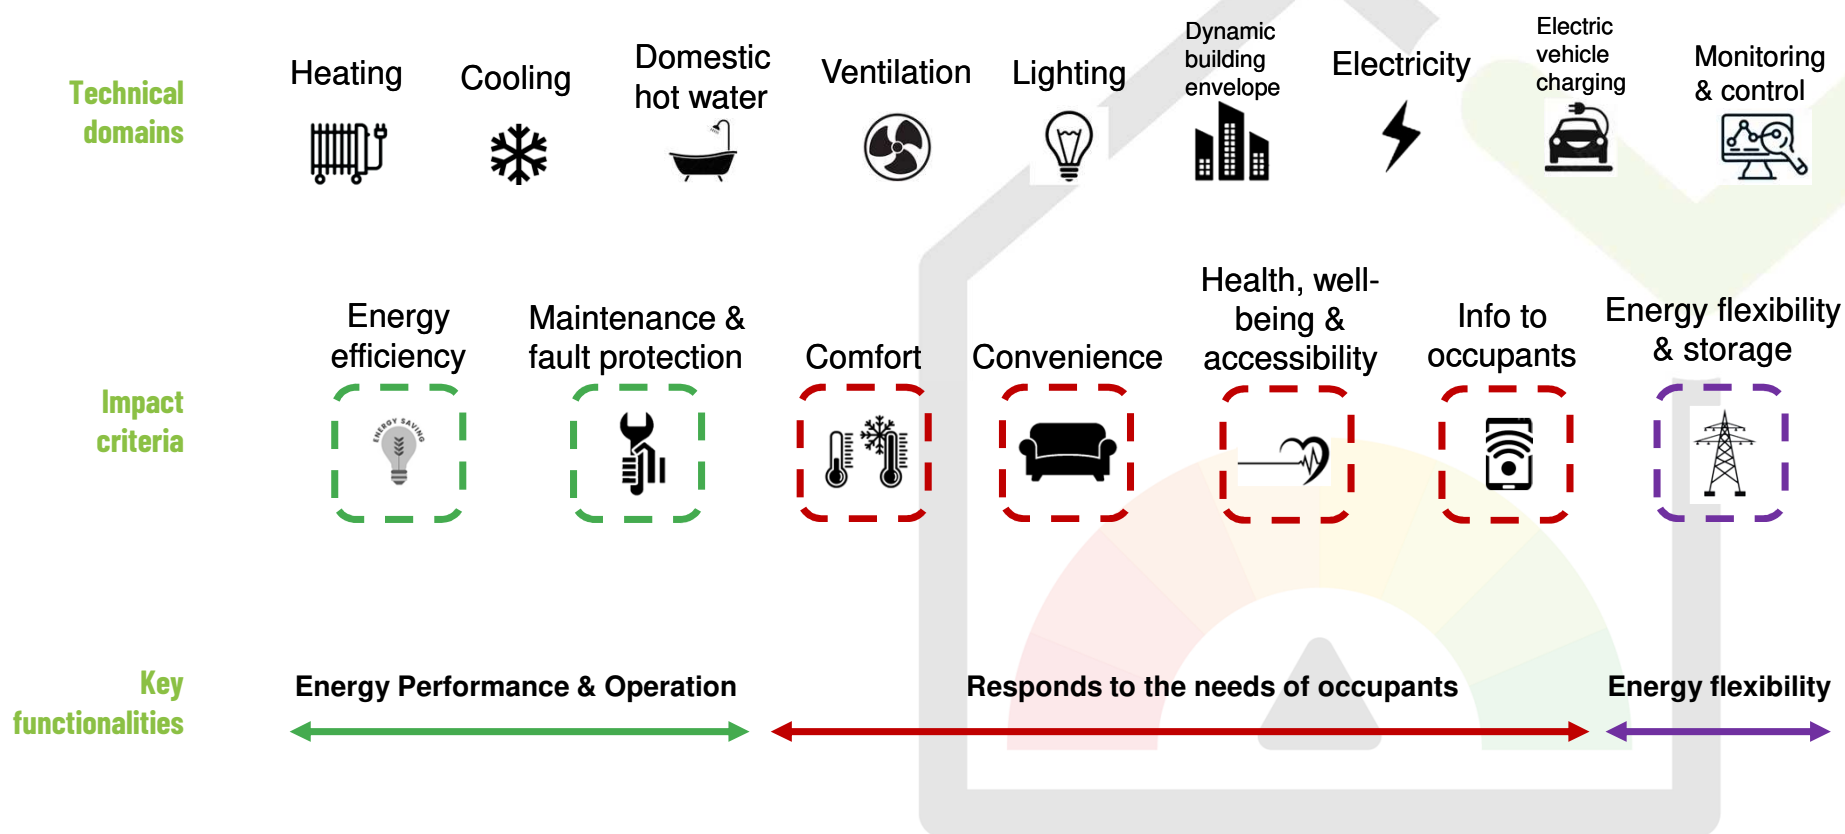 Technical
domains
Heating
Cooling
Domestic
hot water
Ventilation
Lighting
Dynamic
building
envelope
Electricity
Electric
vehicle
charging
Monitoring
& control
Impact
criteria
Energy
efficiency
ENERGY SAVING
Maintenance &
fault protection
Comfort
Convenience
Health, well-
being &
accessibility
Info to
occupants
Energy flexibility
& storage
Key
functionalities
Energy Performance & Operation
Responds to the needs of occupants
Energy flexibility